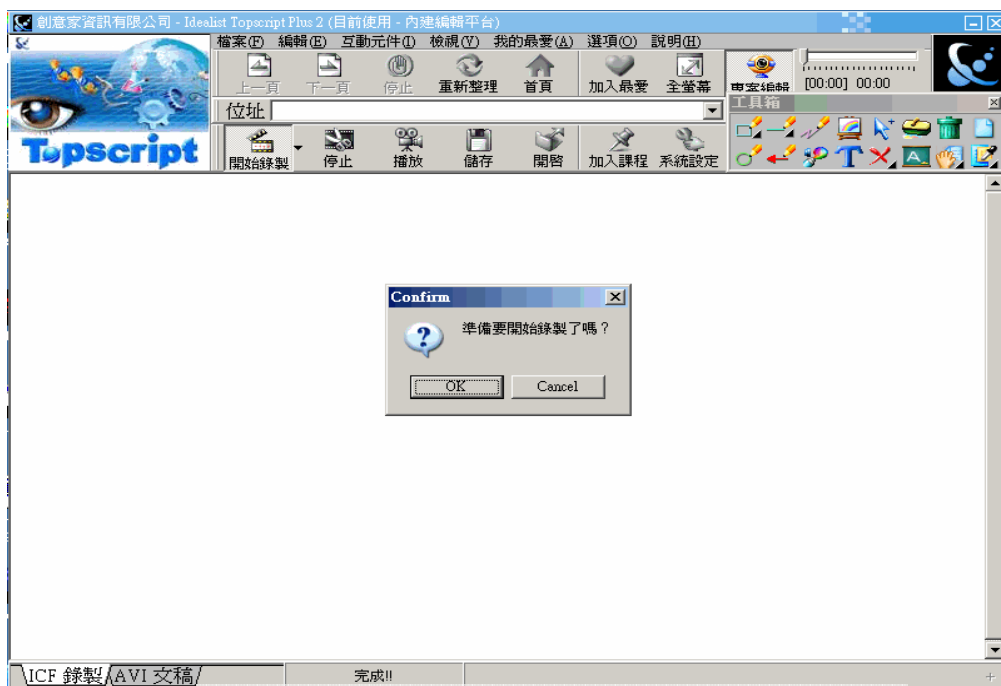 創意家資訊有限公司 - Idealist Topscript Plus 2 (目前使用 - 內建編輯平台)
檔案(F) 編輯(E) 互動元件(I) 檢視(V) 我的最愛(A) 選項(O) 說明(H)
上一頁 下一頁 停止 重新整理 首頁 加入最愛 全螢幕 專案編輯 [00:00] 00:00
工具箱
位址
Topscript
開始錄製 停止 播放 儲存 開啟 加入課程 系統設定
Confirm
準備要開始錄製了嗎？
OK Cancel
ICF 錄製 AVI 文稿 完成!!